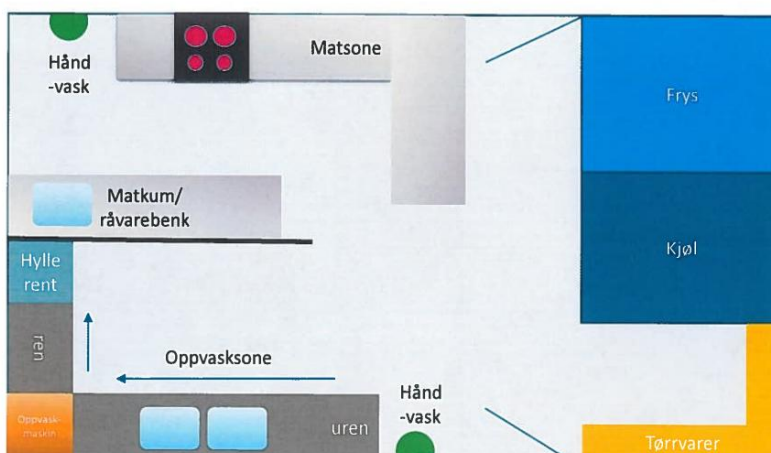 Hånd
-vask
Matsone
Frys
Matkum/
råvarebenk
Kjøl
Hylle
rent
ren
Oppvasksone
Hånd
-vask
Oppvask-
maskin
uren
Tørrvarer